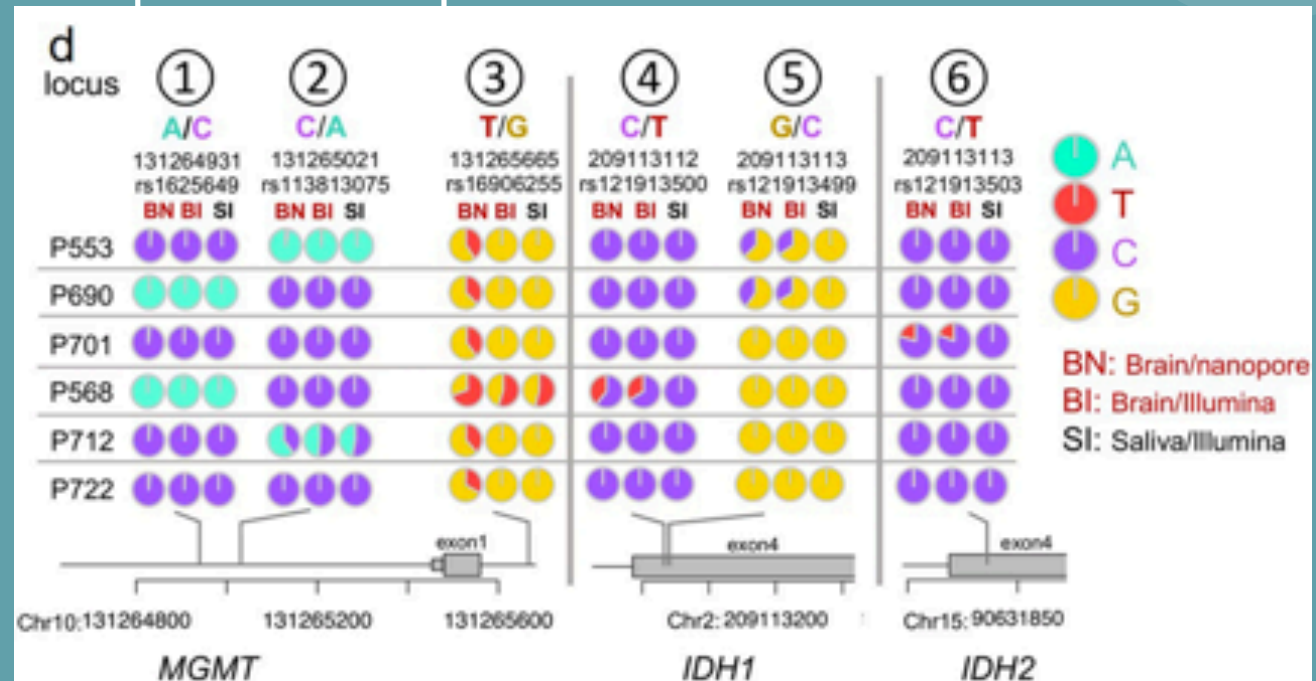 d
locus ① ② ③ ④ ⑤ ⑥
A/C C/A T/G C/T G/C C/T
131264931 131265021 131265665 209113112 209113113 209113113
rs1625649 rs113813075 rs16906255 rs121913500 rs121913499 rs121913503
BN BI SI BN BI SI BN BI SI BN BI SI BN BI SI BN BI SI
P553
P690
P701
P568
P712
P722
A
T
C
G
BN: Brain/nanopore
BI: Brain/Illumina
SI: Saliva/Illumina
exon1 exon4 exon4
Chr10:131264800 131265200 131265600 Chr2: 209113200 Chr15: 90631850
MGMT IDH1 IDH2